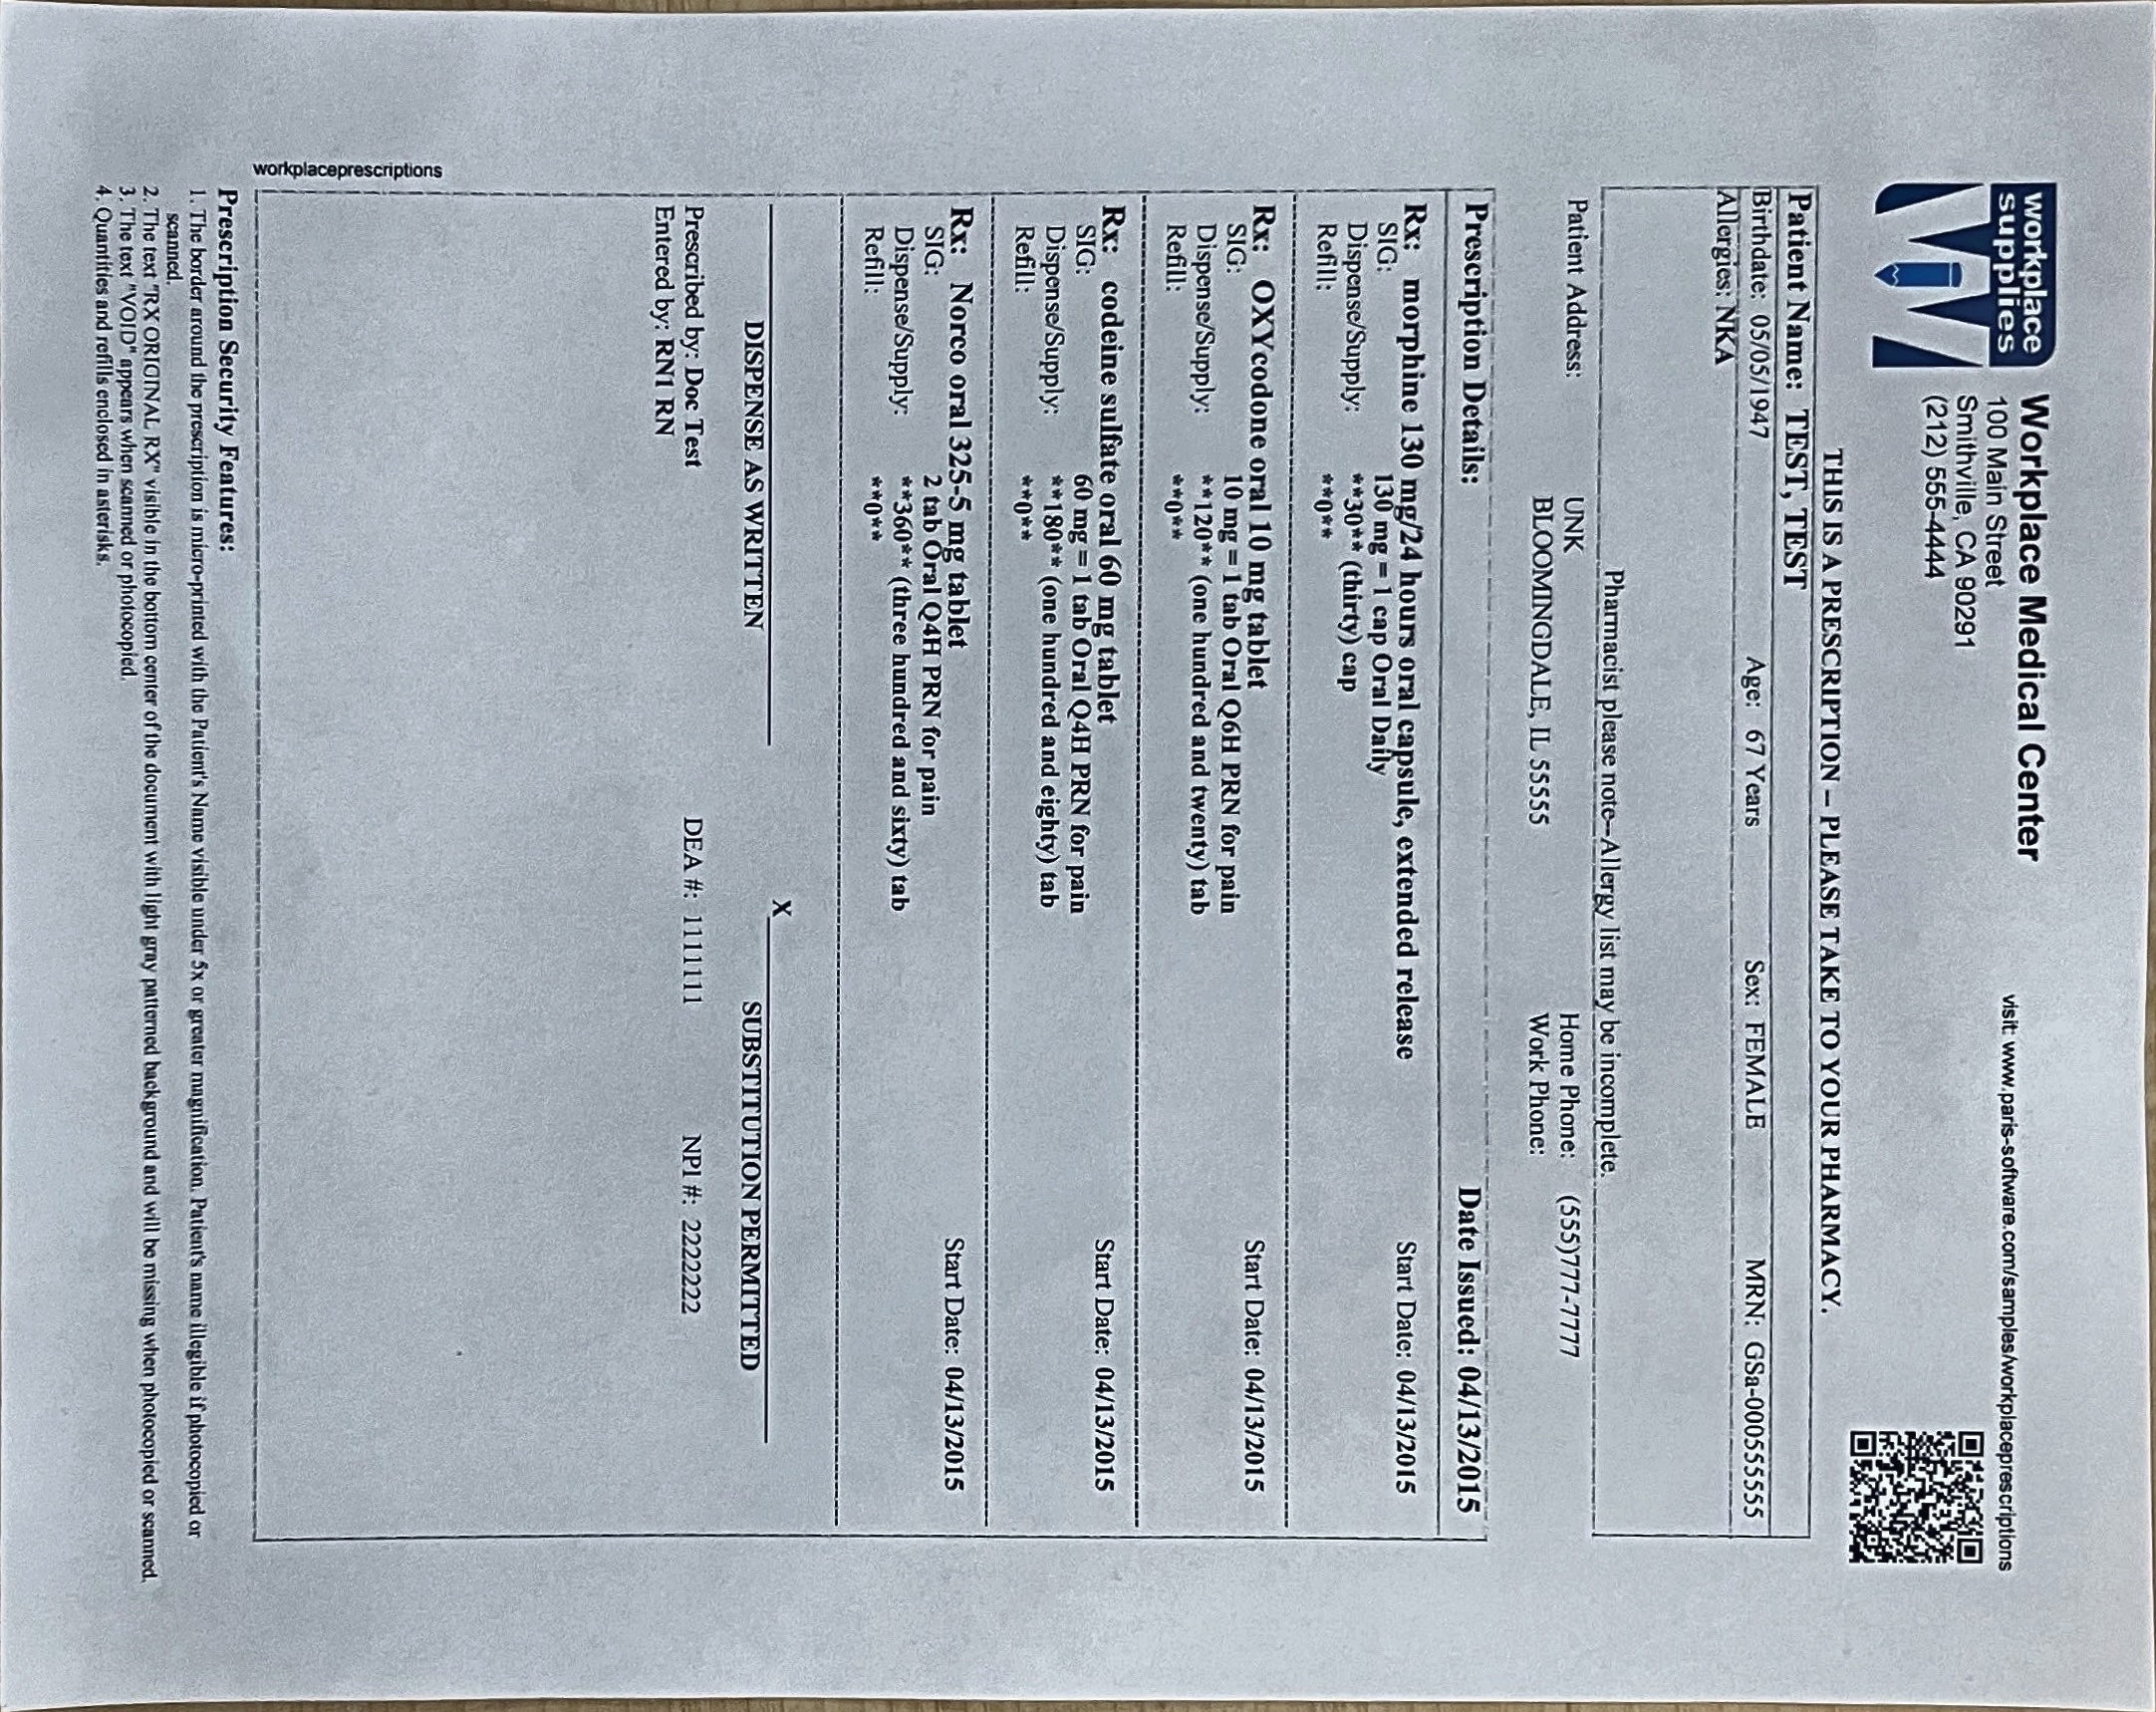 workplace
supplies
Workplace Medical Center
100 Main Street
Smithville, CA 90291
(212) 555-4444
visit: www.paris-software.com/samples/workplaceprescriptions
THIS IS A PRESCRIPTION – PLEASE TAKE TO YOUR PHARMACY.
Patient Name: TEST, TEST
Birthdate: 05/05/1947 Age: 67 Years Sex: FEMALE MRN: GSa-000555555
Allergies: NKA
Pharmacist please note--Allergy list may be incomplete.
Patient Address: UNK Home Phone: (555)777-7777
BLOOMINGDALE, IL 55555 Work Phone:
Prescription Details: Date Issued: 04/13/2015
Rx: morphine 130 mg/24 hours oral capsule, extended release Start Date: 04/13/2015
SIG: 130 mg = 1 cap Oral Daily
Dispense/Supply: **30** (thirty) cap
Refill: **0**
Rx: OXYcodone oral 10 mg tablet Start Date: 04/13/2015
SIG: 10 mg = 1 tab Oral Q6H PRN for pain
Dispense/Supply: **120** (one hundred and twenty) tab
Refill: **0**
Rx: codeine sulfate oral 60 mg tablet Start Date: 04/13/2015
SIG: 60 mg = 1 tab Oral Q4H PRN for pain
Dispense/Supply: **180** (one hundred and eighty) tab
Refill: **0**
Rx: Norco oral 325-5 mg tablet Start Date: 04/13/2015
SIG: 2 tab Oral Q4H PRN for pain
Dispense/Supply: **360** (three hundred and sixty) tab
Refill: **0**
X
DISPENSE AS WRITTEN SUBSTITUTION PERMITTED
Prescribed by: Doc Test DEA #: 1111111 NPI #: 2222222
Entered by: RN1 RN
workplaceprescriptions
Prescription Security Features:
1. The border around the prescription is micro-printed with the Patient's Name visible under 5x or greater magnification. Patient's name illegible if photocopied or
scanned.
2. The text "RX ORIGINAL RX" visible in the bottom center of the document with light gray patterned background and will be missing when photocopied or scanned.
3. The text "VOID" appears when scanned or photocopied.
4. Quantities and refills enclosed in asterisks.